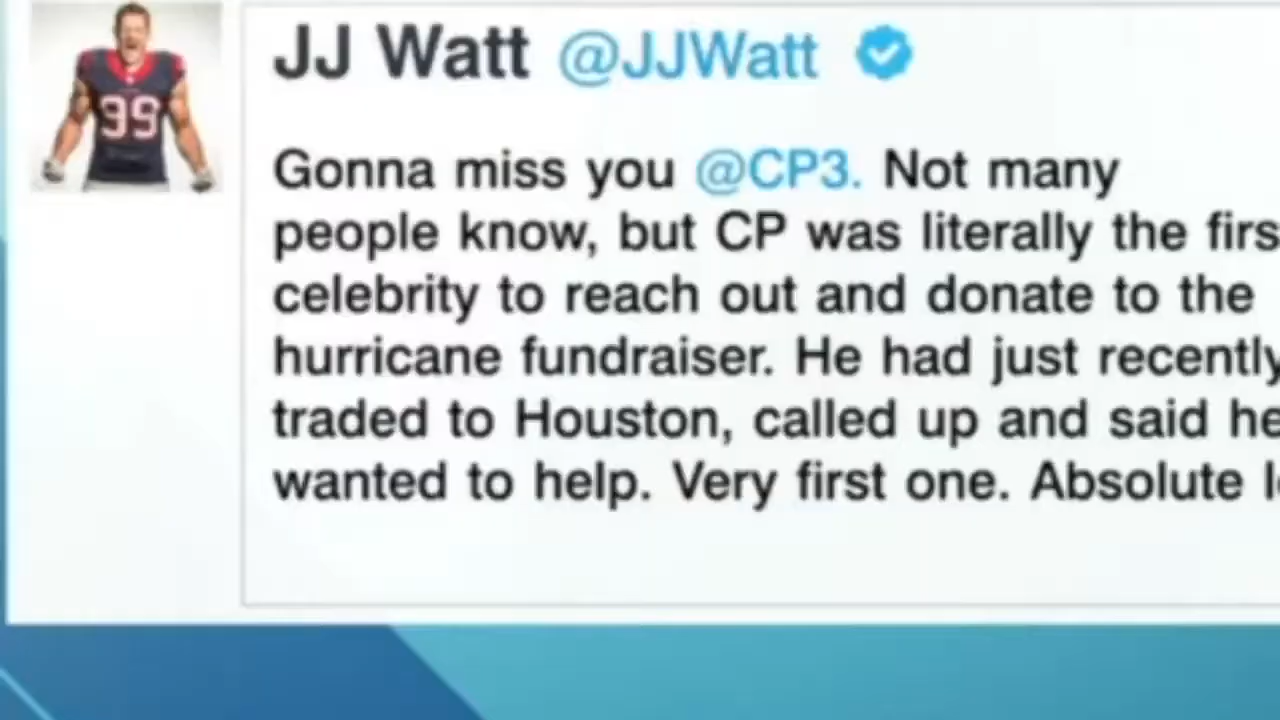 JJ Watt @JJWatt
99
Gonna miss you @CP3. Not many
people know, but CP was literally the firs
celebrity to reach out and donate to the
hurricane fundraiser. He had just recently
traded to Houston, called up and said he
wanted to help. Very first one. Absolute